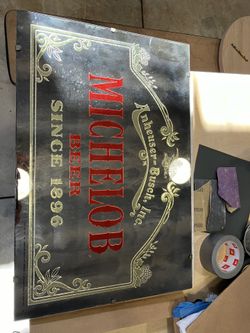 Anheuser-Busch, Inc.
MICHELOB
BEER
SINCE 1896